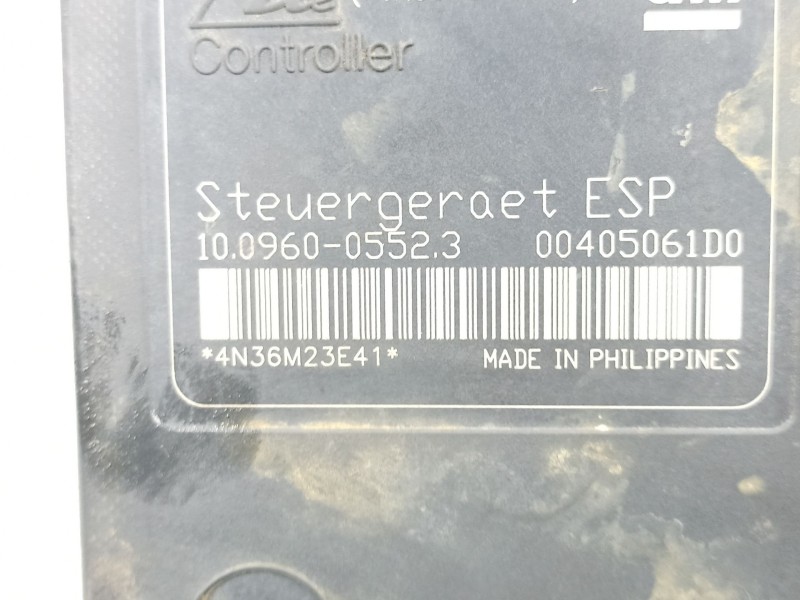 Controller
Steuergeraet ESP
10.0960-0552.3 00405061D0
*4N36M23E41* MADE IN PHILIPPINES